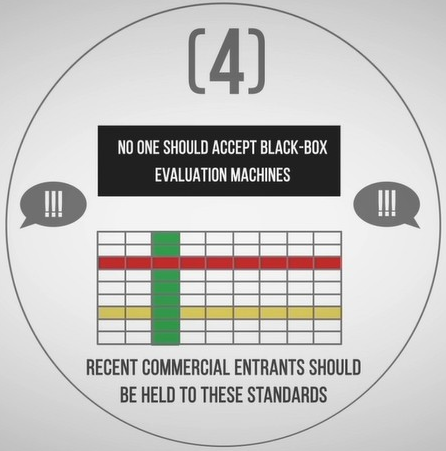 (4)
NO ONE SHOULD ACCEPT BLACK-BOX
EVALUATION MACHINES
!!!
!!!
RECENT COMMERCIAL ENTRANTS SHOULD
BE HELD TO THESE STANDARDS